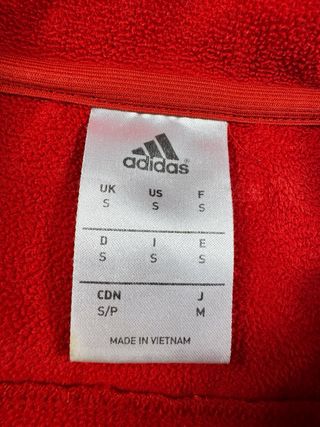 adidas
UK US F
S S S
D I E
S S S
CDN J
S/P M
MADE IN VIETNAM